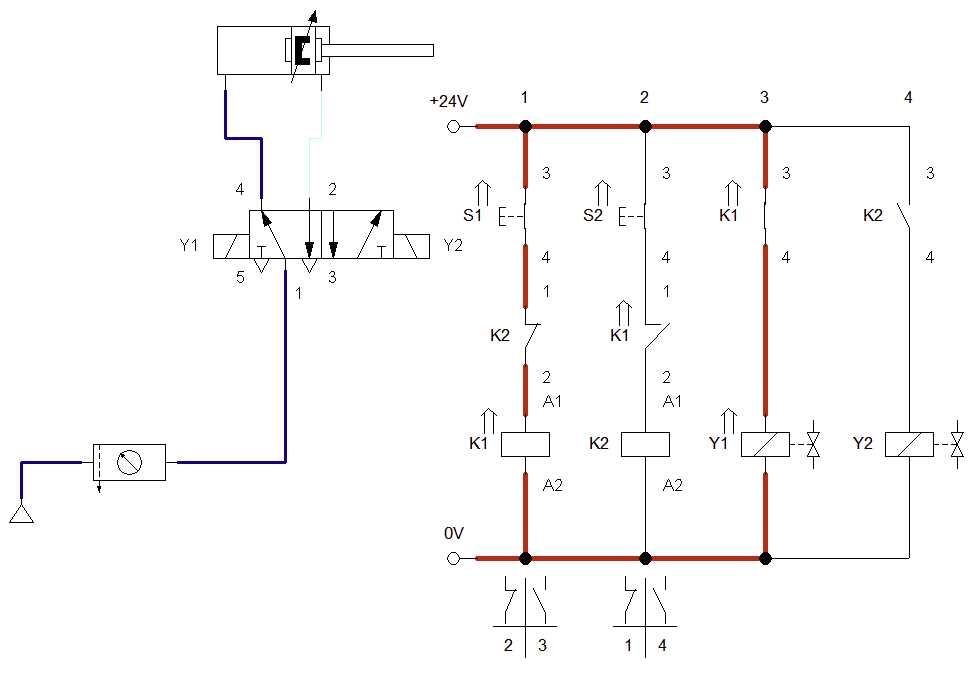 1 2 3 4
+24V
3 3 3 3
4 2
S1 S2 K1 K2
Y1 Y2
5 3
4 4 4 4
1
1 1
K2 K1
2 2
A1 A1
K1 K2 Y1 Y2
A2 A2
0V
2 3 1 4